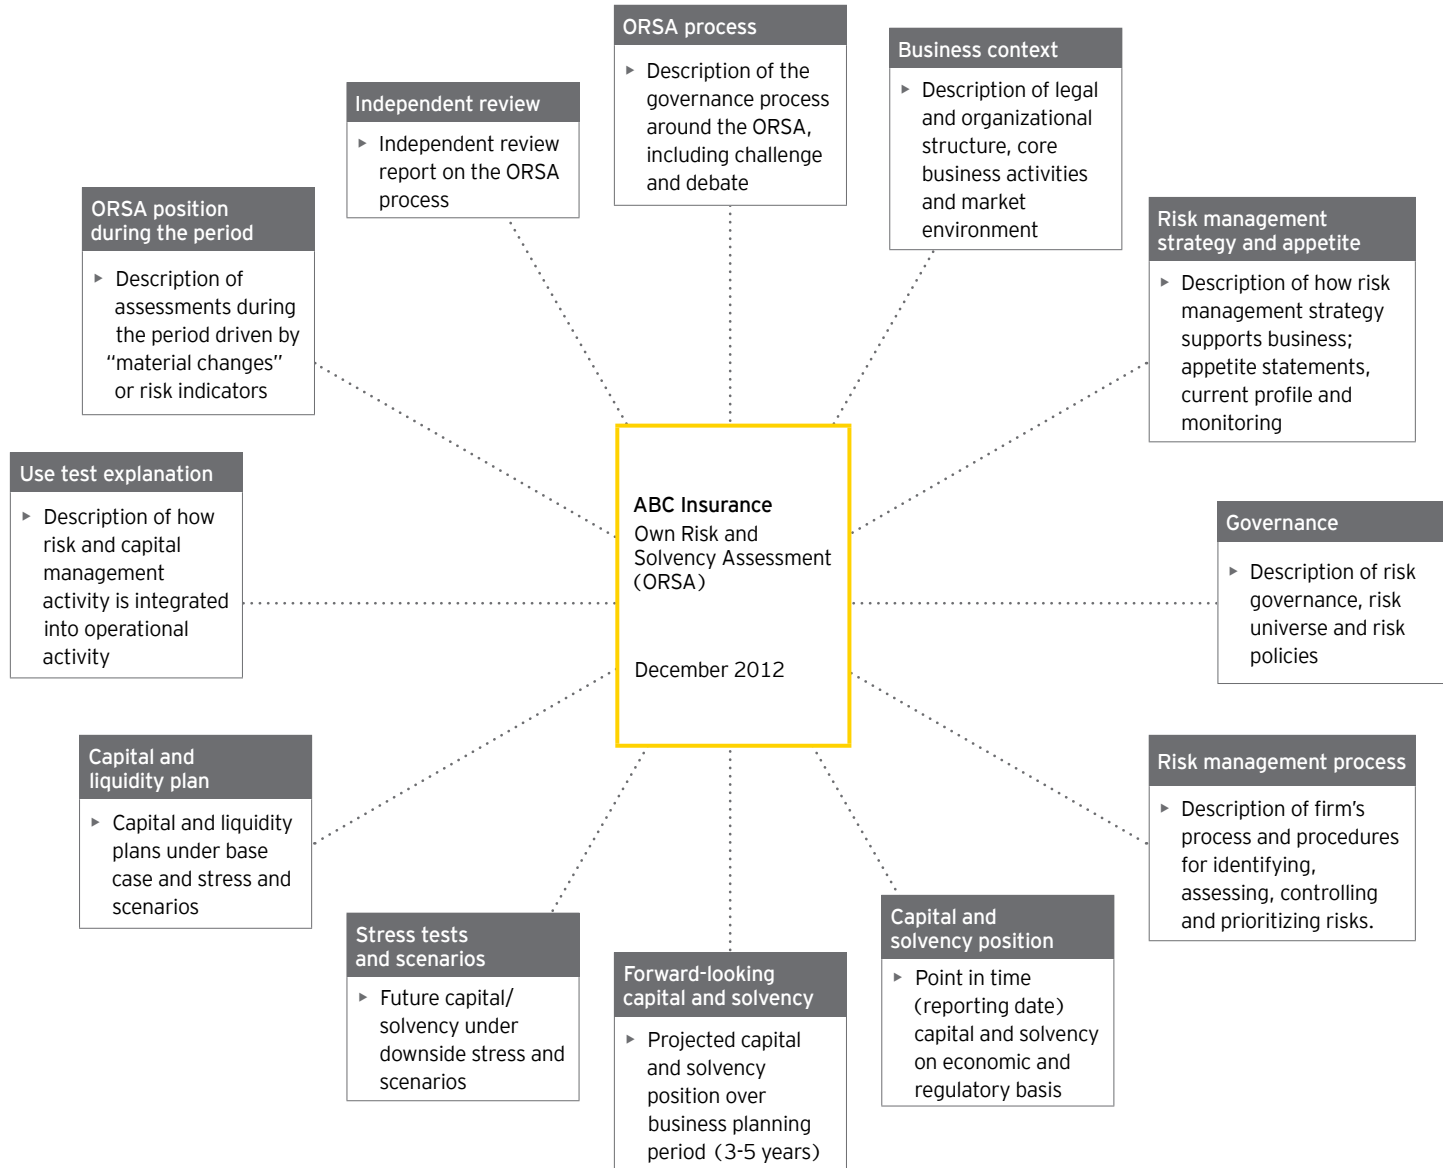 ORSA process
▸ Description of the
governance process
around the ORSA,
including challenge
and debate
Business context
▸ Description of legal
and organizational
structure, core
business activities
and market
environment
Risk management
strategy and appetite
▸ Description of how risk
management strategy
supports business;
appetite statements,
current profile and
monitoring
Governance
▸ Description of risk
governance, risk
universe and risk
policies
Risk management process
▸ Description of firm’s
process and procedures
for identifying,
assessing, controlling
and prioritizing risks.
Capital and
solvency position
▸ Point in time
(reporting date)
capital and solvency
on economic and
regulatory basis
Forward-looking
capital and solvency
▸ Projected capital
and solvency
position over
business planning
period (3-5 years)
Stress tests
and scenarios
▸ Future capital/
solvency under
downside stress and
scenarios
Capital and
liquidity plan
▸ Capital and liquidity
plans under base
case and stress and
scenarios
Use test explanation
▸ Description of how
risk and capital
management
activity is integrated
into operational
activity
ORSA position
during the period
▸ Description of
assessments during
the period driven by
“material changes”
or risk indicators
Independent review
▸ Independent review
report on the ORSA
process
ABC Insurance
Own Risk and
Solvency Assessment
(ORSA)
December 2012